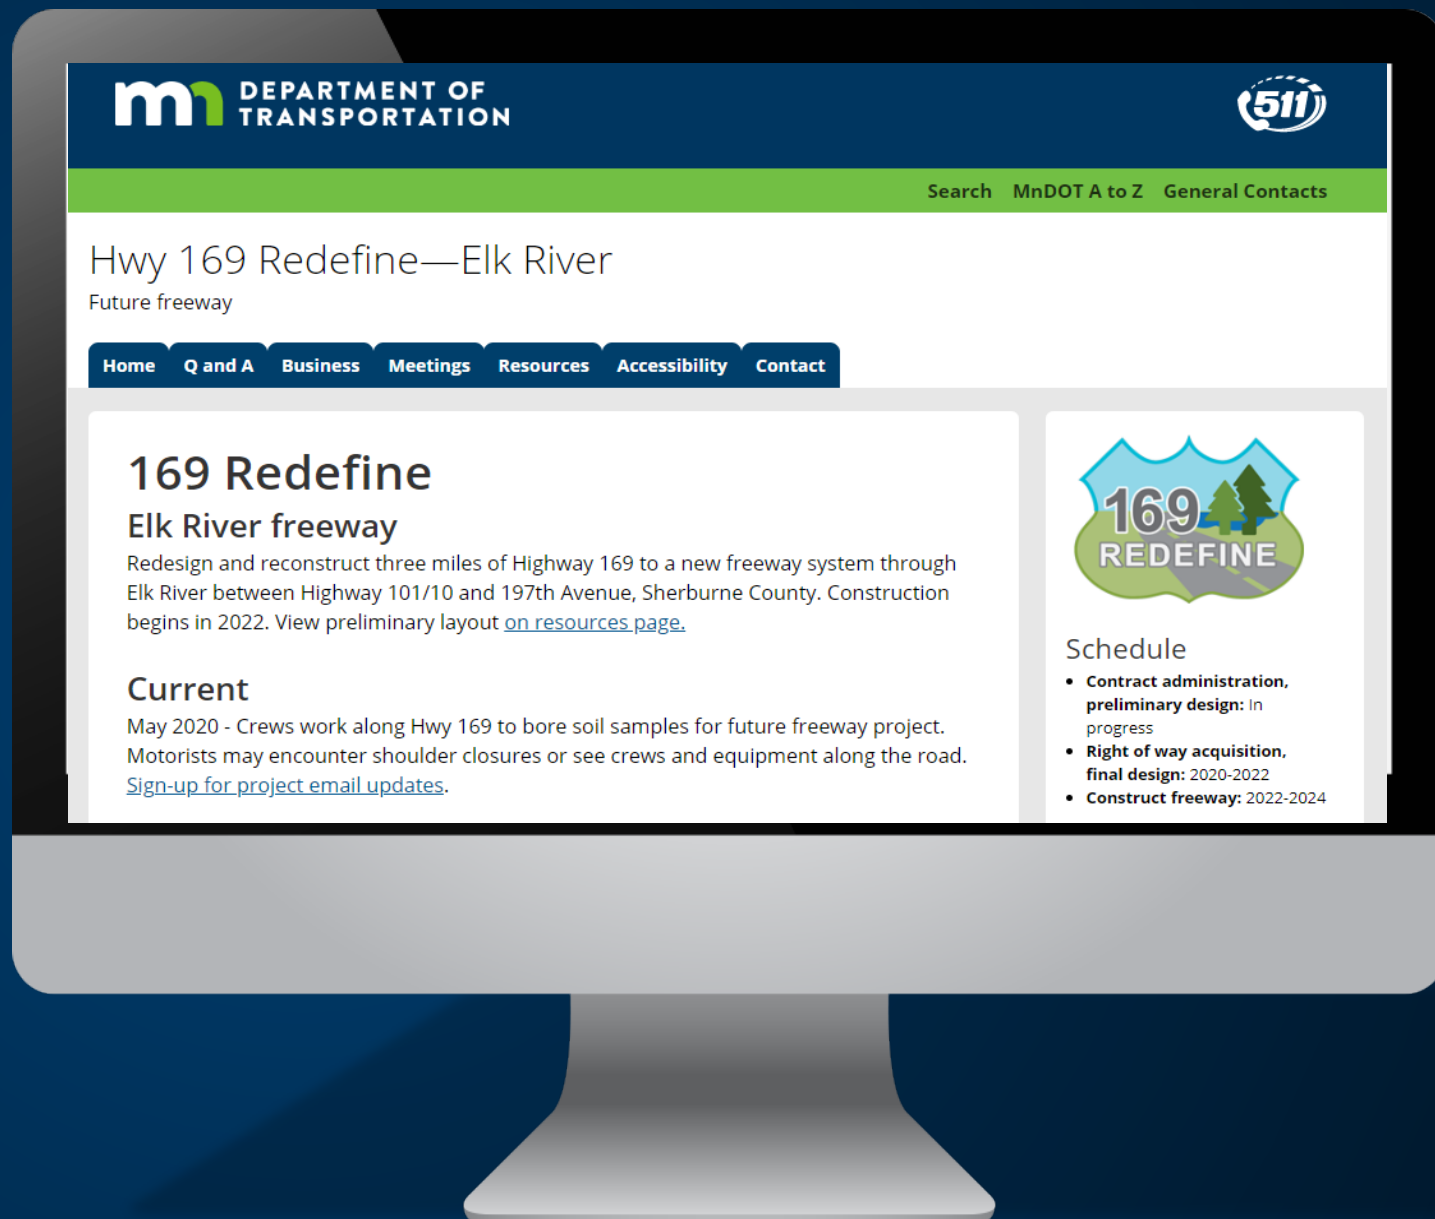 mn DEPARTMENT OF
TRANSPORTATION
511
Search MnDOT A to Z General Contacts
Hwy 169 Redefine—Elk River
Future freeway
Home Q and A Business Meetings Resources Accessibility Contact
169 Redefine
Elk River freeway
Redesign and reconstruct three miles of Highway 169 to a new freeway system through
Elk River between Highway 101/10 and 197th Avenue, Sherburne County. Construction
begins in 2022. View preliminary layout on resources page.
Current
May 2020 - Crews work along Hwy 169 to bore soil samples for future freeway project.
Motorists may encounter shoulder closures or see crews and equipment along the road.
Sign-up for project email updates.
169
REDEFINE
Schedule
• Contract administration,
preliminary design: In
progress
• Right of way acquisition,
final design: 2020-2022
• Construct freeway: 2022-2024